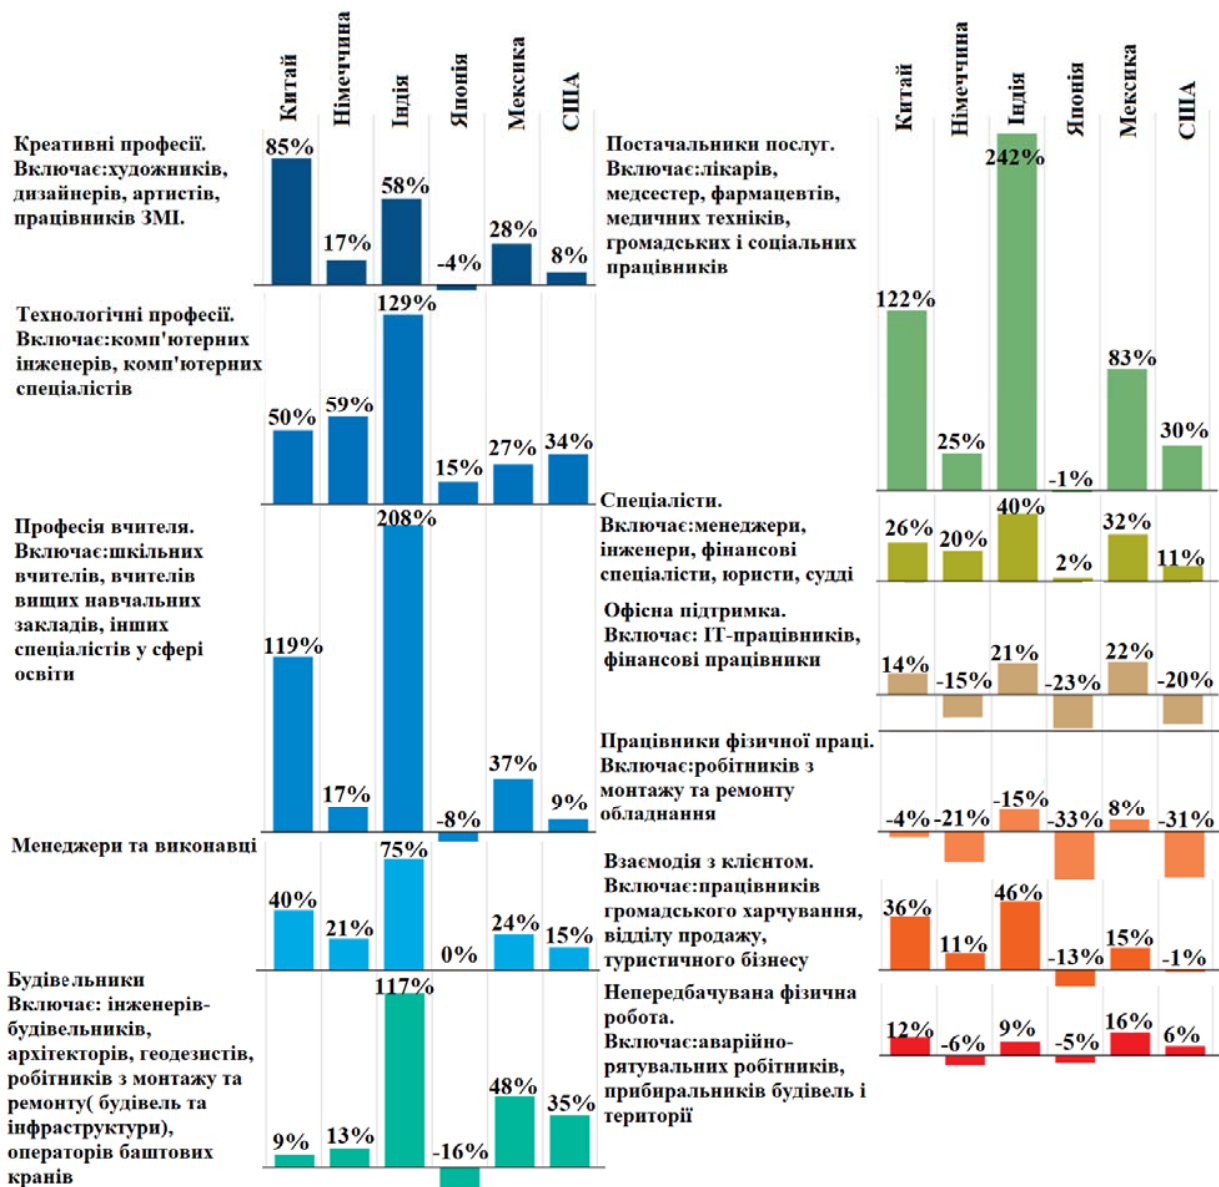 Китай
Німеччина
Індія
Японія
Мексика
США
Креативні професії.
Включає:художників,
дизайнерів, артистів,
працівників ЗМІ.
85%
17%
58%
-4%
28%
8%
Технологічні професії.
Включає:комп'ютерних
інженерів, комп'ютерних
спеціалістів
50%
59%
129%
15%
27%
34%
Професія вчителя.
Включає:шкільних
вчителів, вчителів
вищих навчальних
закладів, інших
спеціалістів у сфері
освіти
119%
17%
208%
-8%
37%
9%
Менеджери та виконавці
40%
21%
75%
0%
24%
15%
Будівельники
Включає: інженерів-
будівельників,
архітекторів, геодезистів,
робітників з монтажу та
ремонту( будівель та
інфраструктури),
операторів баштових
кранів
9%
13%
117%
-16%
48%
35%
Китай
Німеччина
Індія
Японія
Мексика
США
Постачальники послуг.
Включає:лікарів,
медсестер, фармацевтів,
медичних техніків,
громадських і соціальних
працівників
122%
25%
242%
-1%
83%
30%
Спеціалісти.
Включає:менеджери,
інженери, фінансові
спеціалісти, юристи, судді
26%
20%
40%
2%
32%
11%
Офісна підтримка.
Включає: ІТ-працівників,
фінансові працівники
14%
-15%
21%
-23%
22%
-20%
Працівники фізичної праці.
Включає:робітників з
монтажу та ремонту
обладнання
-4%
-21%
-15%
-33%
8%
-31%
Взаємодія з клієнтом.
Включає:працівників
громадського харчування,
відділу продажу,
туристичного бізнесу
36%
11%
46%
-13%
15%
-1%
Непередбачувана фізична
робота.
Включає:аварійно-
рятувальних робітників,
прибиральників будівель і
території
12%
-6%
9%
-5%
16%
6%